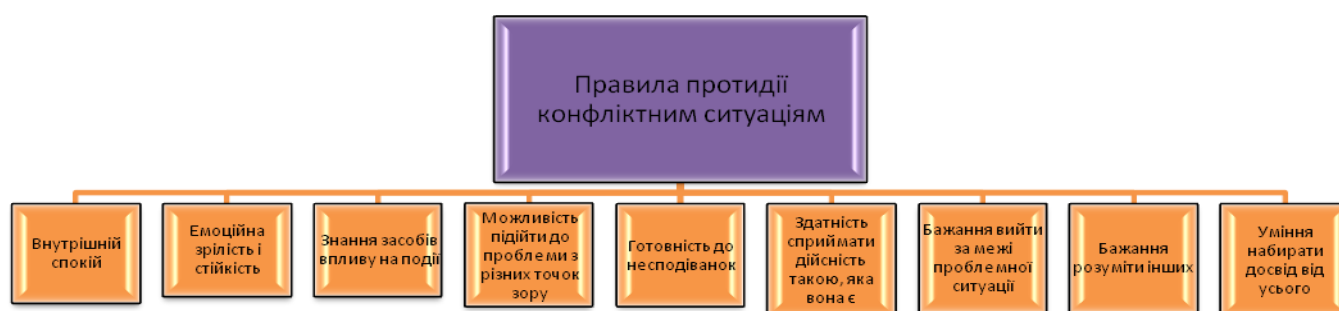 Правила протидії
конфліктним ситуаціям
Внутрішній
спокій
Емоційна
зрілість і
стійкість
Знання засобів
впливу на події
Можливість
підійти до
проблеми з
різних точок
зору
Готовність до
несподіванок
Здатність
сприймати
дійсність
такою, яка
вона є
Бажання вийти
за межі
проблемної
ситуації
Бажання
розуміти інших
Уміння
набирати
досвід від
усього